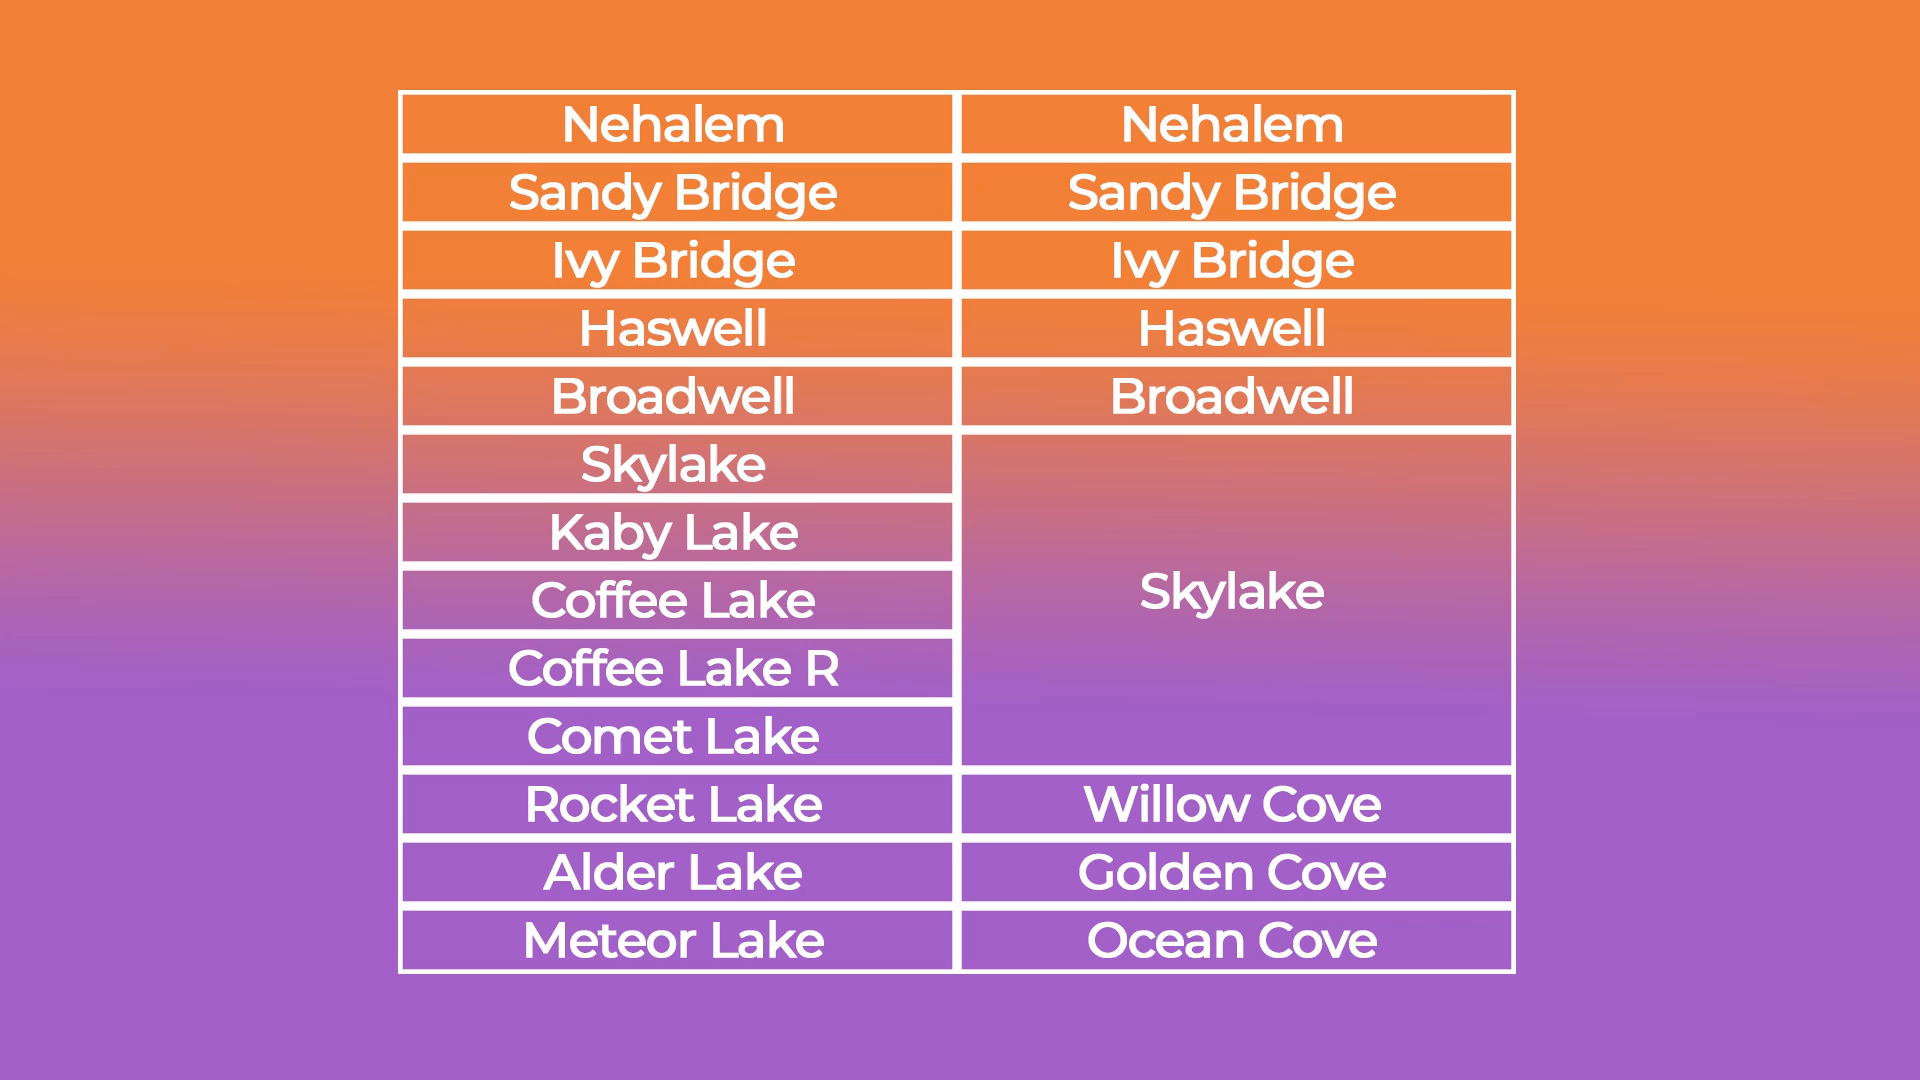 Nehalem Nehalem
Sandy Bridge Sandy Bridge
Ivy Bridge Ivy Bridge
Haswell Haswell
Broadwell Broadwell
Skylake
Kaby Lake
Coffee Lake Skylake
Coffee Lake R
Comet Lake
Rocket Lake Willow Cove
Alder Lake Golden Cove
Meteor Lake Ocean Cove